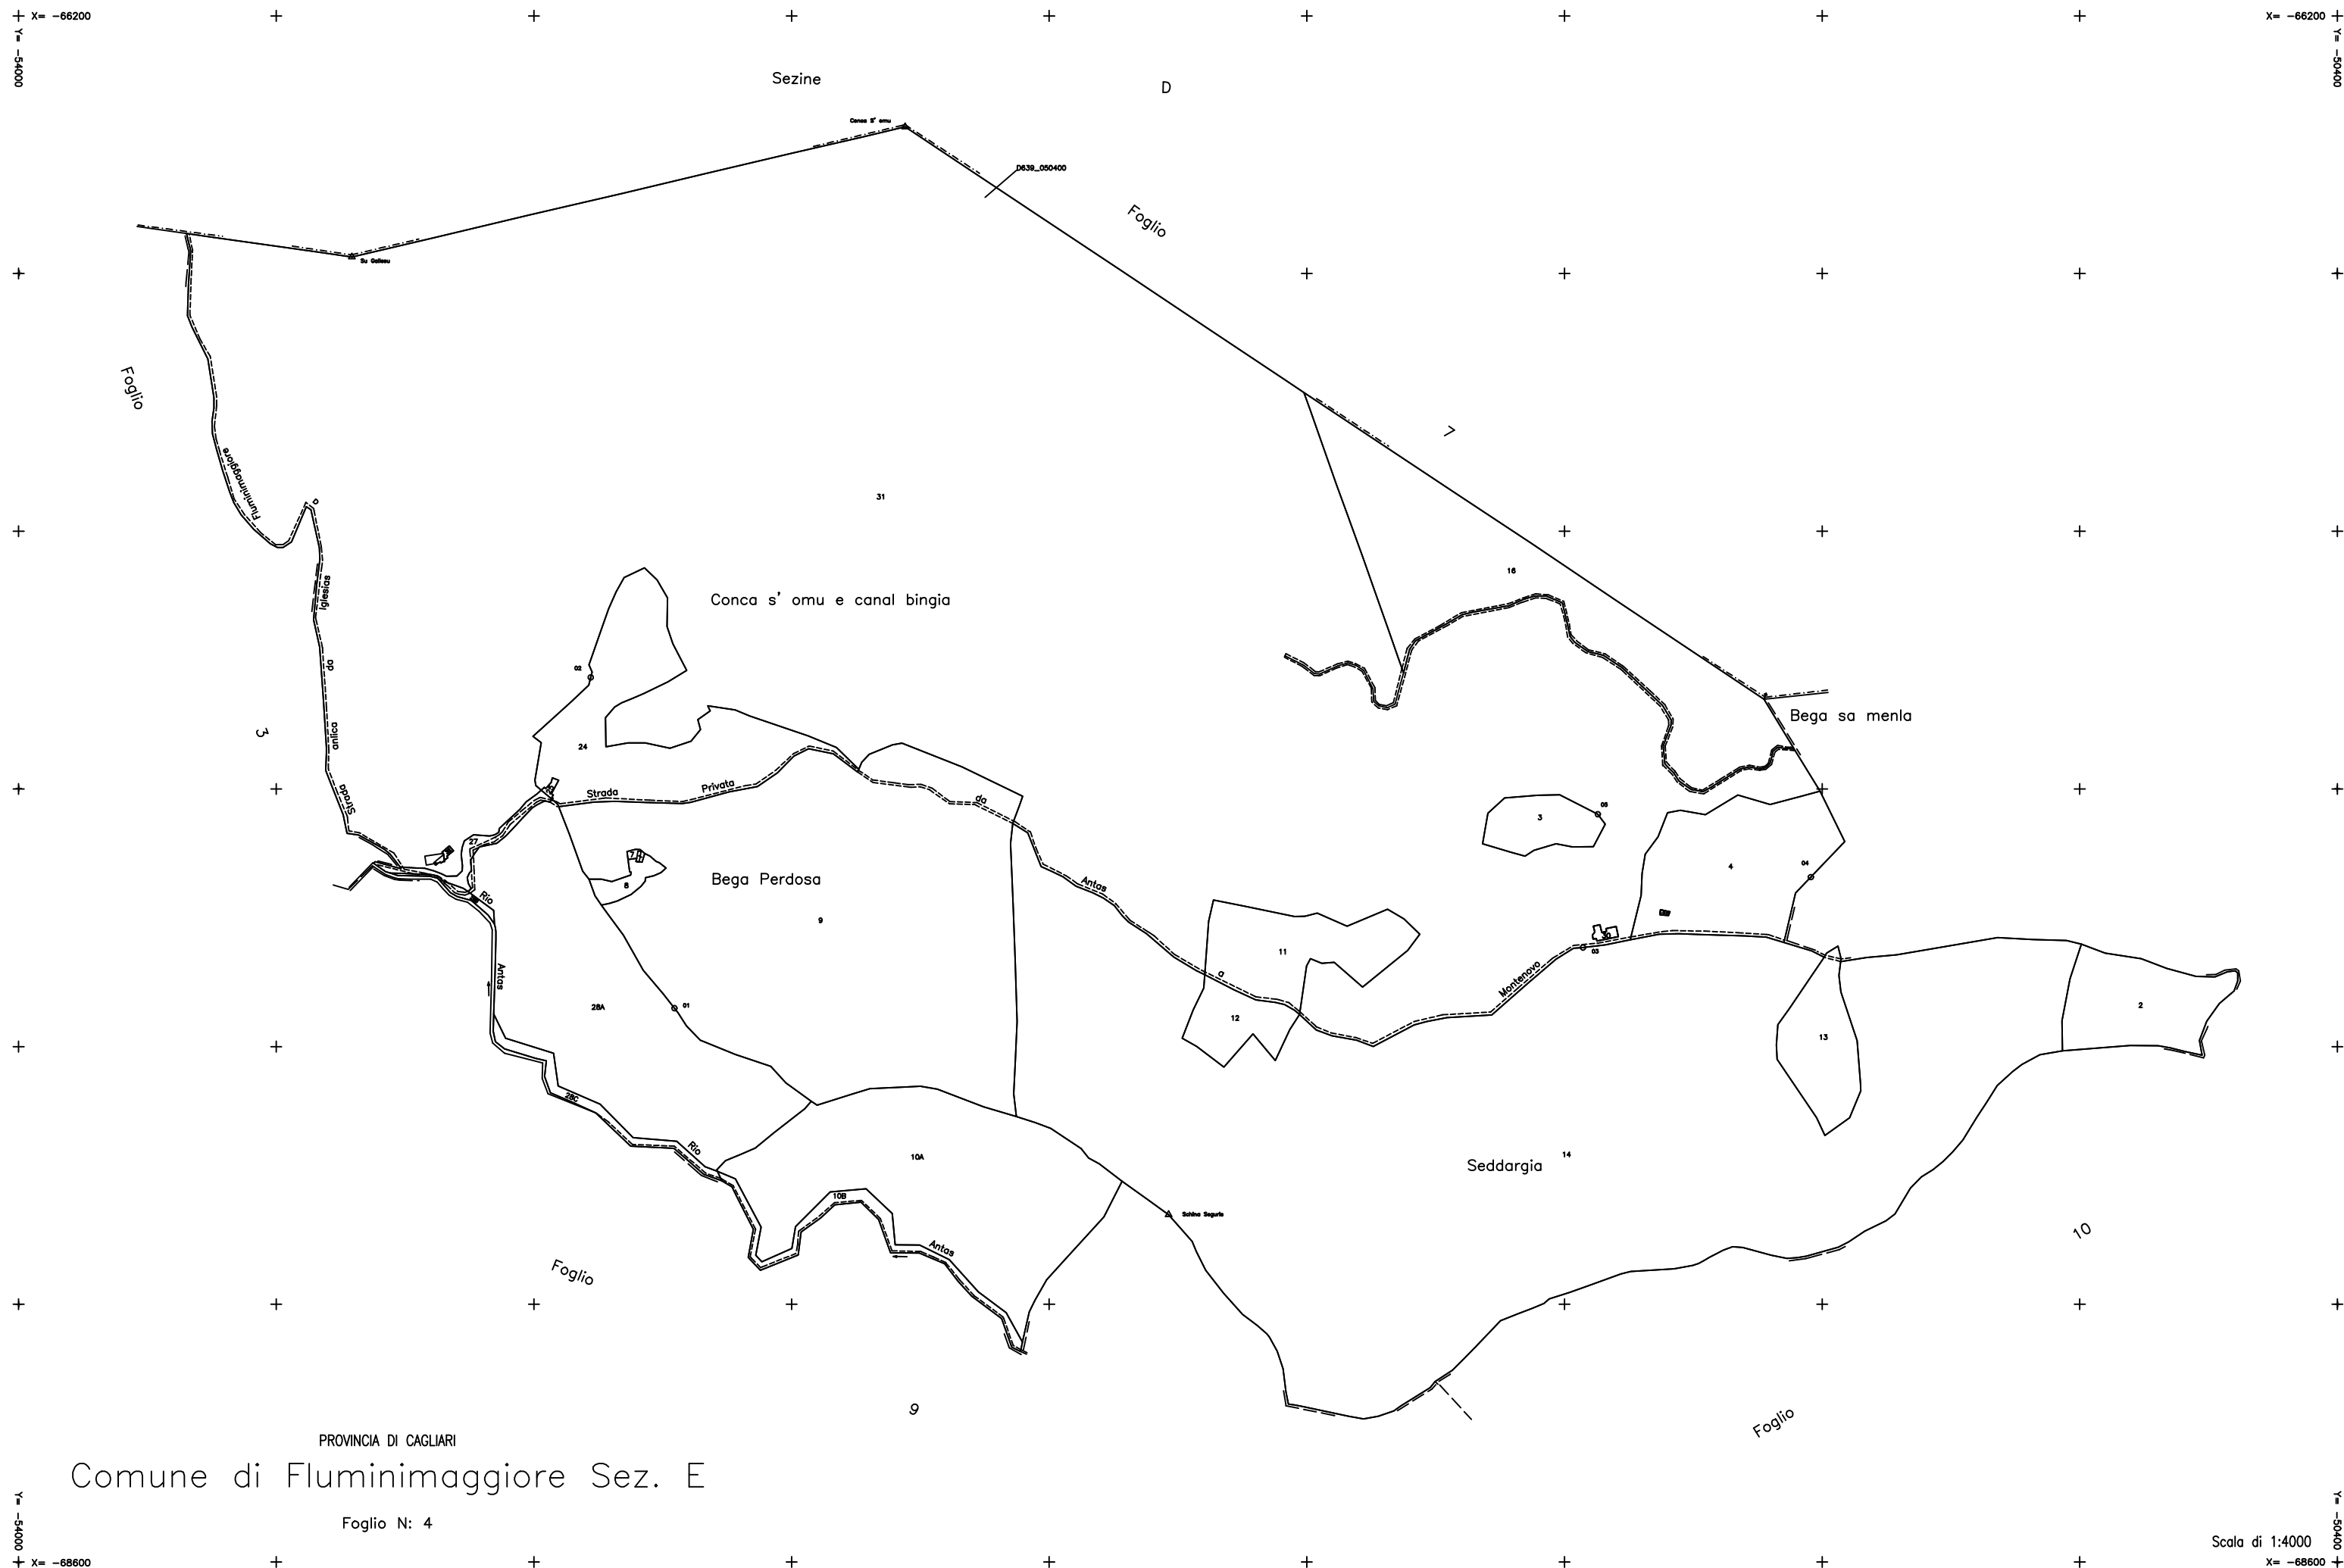 X= -66200
X= -66200
Y= -54000
Y= -50400
Sezine
D
Conca S' omu
D639_050400
Foglio
Su Galissu
Foglio
7
Fluminimaggiore
31
D
16
Iglesias
Conca s' omu e canal bingia
da
02
Bega sa menla
3
antica
24
Strada
Strada
Privata
da
05
3
27
04
4
7
8
Bega Perdosa
Antas
Rio
9
30
03
11
a
Montenovo
Antas
2
01
28A
12
13
28C
Rio
14
10A
Seddargia
10B
Schina Seguris
10
Antas
Foglio
9
Foglio
PROVINCIA DI CAGLIARI
Comune di Fluminimaggiore Sez. E
Foglio N: 4
Y= -54000
Y= -50400
Scala di 1:4000
X= -68600
X= -68600